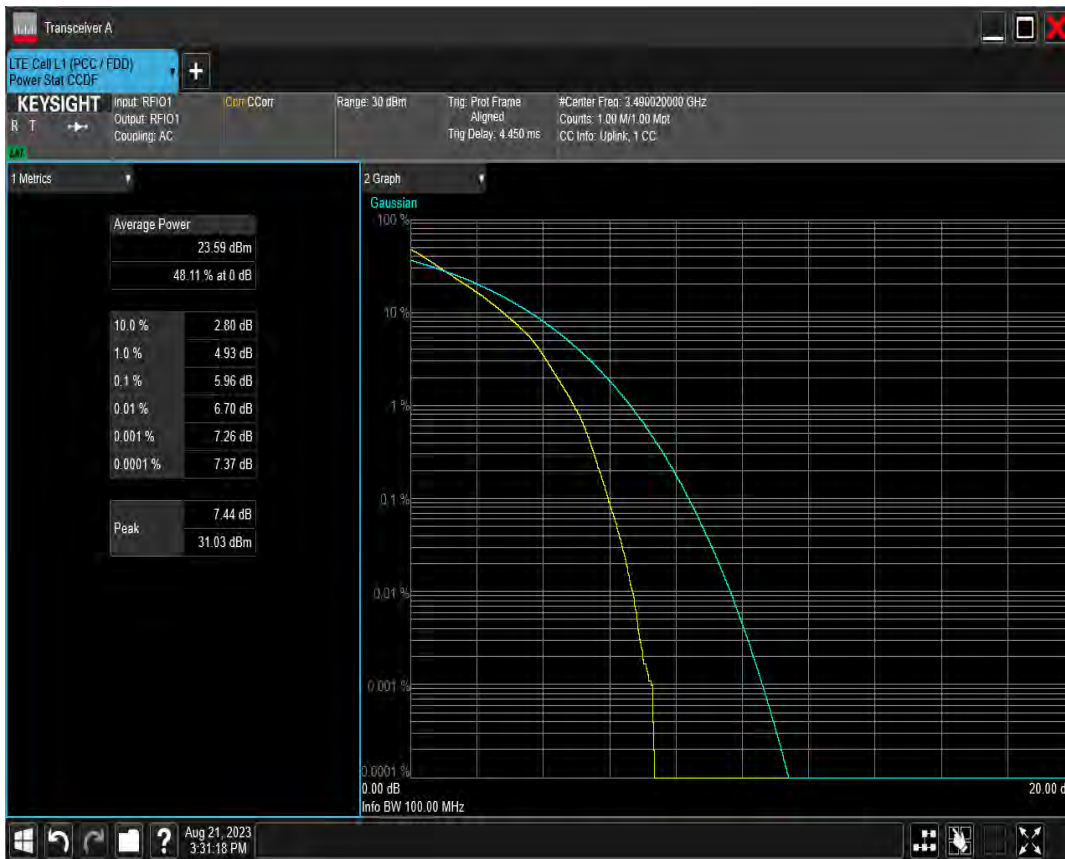 Transceiver A
LTE Cell L1 (PCC / FDD)
Power Stat CCDF
+
KEYSIGHT
R T
LXI
Input: RFIO1
Output: RFIO1
Coupling: AC
Corr CCorr
Range: 30 dBm
Trig: Prot Frame
Aligned
Trig Delay: 4.450 ms
#Center Freq: 3.490020000 GHz
Counts: 1.00 M/1.00 Mpt
CC Info: Uplink, 1 CC
1 Metrics
Average Power
23.59 dBm
48.11 % at 0 dB
10.0 % 2.80 dB
1.0 % 4.93 dB
0.1 % 5.96 dB
0.01 % 6.70 dB
0.001 % 7.26 dB
0.0001 % 7.37 dB
Peak
7.44 dB
31.03 dBm
2 Graph
Gaussian
100 %
10 %
1 %
0.1 %
0.01 %
0.001 %
0.0001 %
0.00 dB
20.00 d
Info BW 100.00 MHz
?
Aug 21, 2023
3:31:18 PM